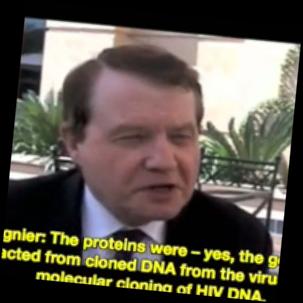 gnier: The proteins were – yes, the g
acted from cloned DNA from the viru
molecular cloning of HIV DNA.